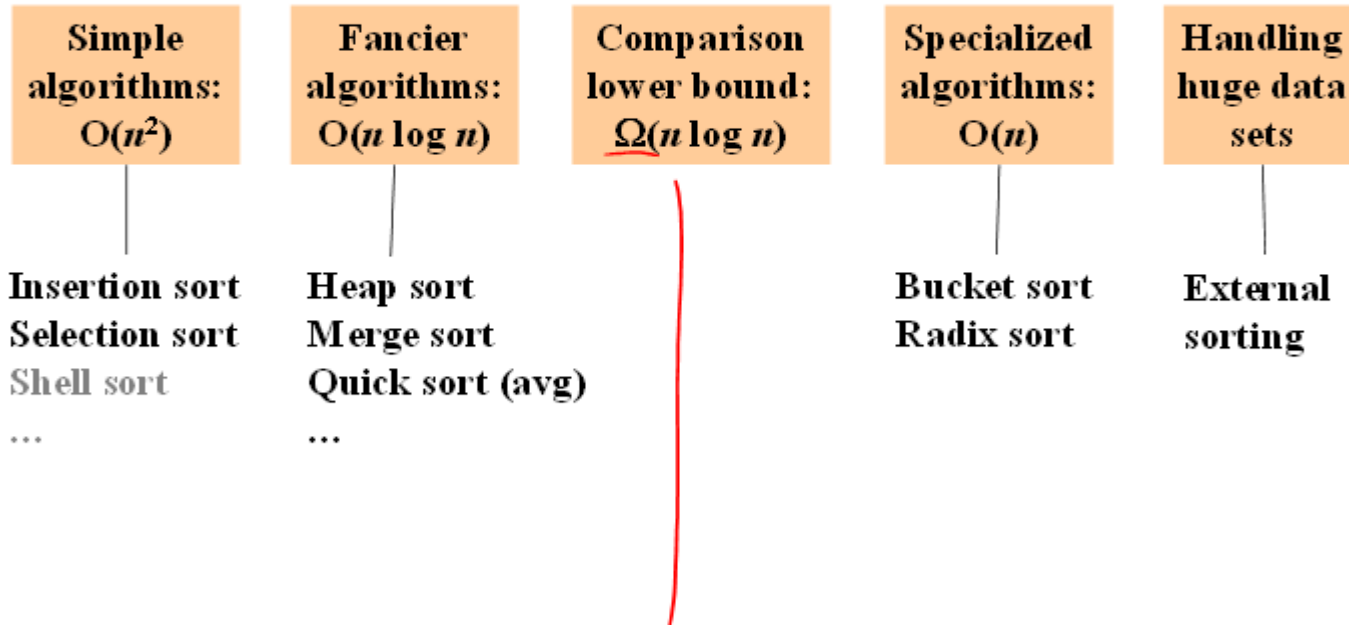 Simple
algorithms:
O(n²)
Fancier
algorithms:
O(n log n)
Comparison
lower bound:
Ω(n log n)
Specialized
algorithms:
O(n)
Handling
huge data
sets
Insertion sort
Selection sort
Shell sort
...
Heap sort
Merge sort
Quick sort (avg)
...
Bucket sort
Radix sort
External
sorting